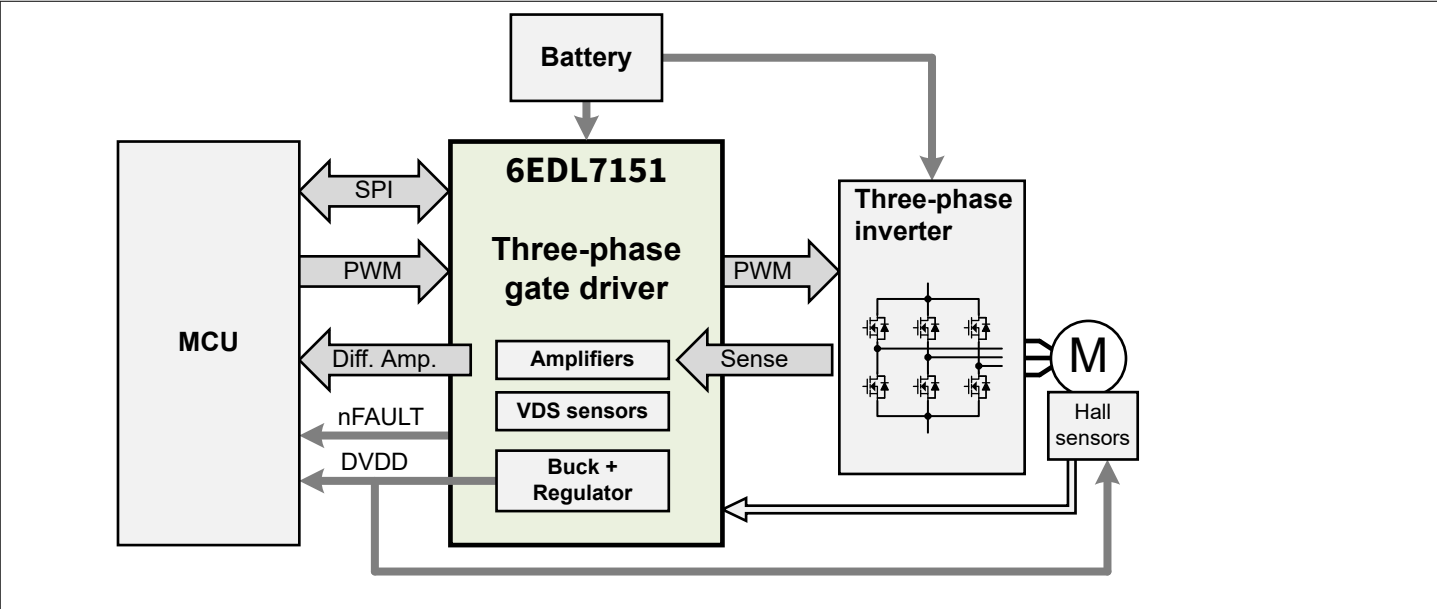 Battery
6EDL7151
Three-phase
gate driver
SPI
PWM
MCU
Diff. Amp.
nFAULT
DVDD
Amplifiers
VDS sensors
Buck +
Regulator
PWM
Sense
Three-phase
inverter
M
Hall
sensors